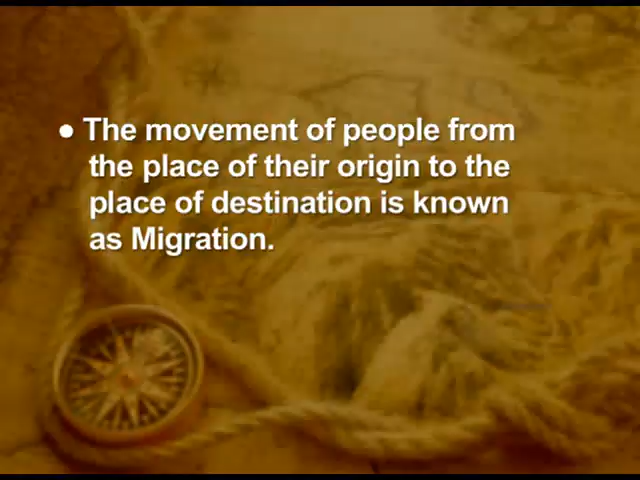 ● The movement of people from
the place of their origin to the
place of destination is known
as Migration.